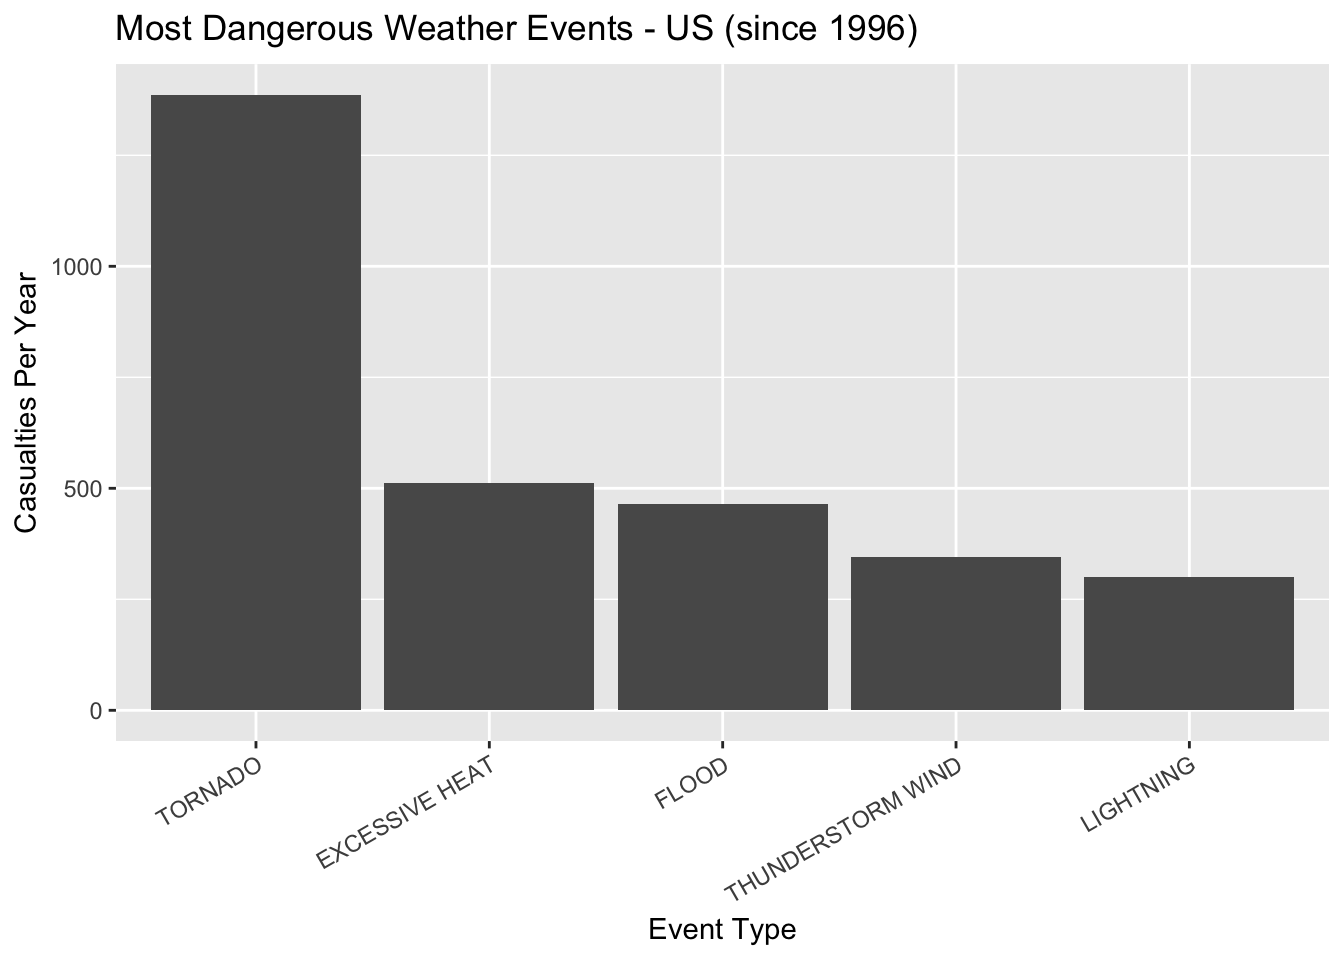 Most Dangerous Weather Events - US (since 1996)
Casualties Per Year
1000
500
0
TORNADO
EXCESSIVE HEAT
FLOOD
THUNDERSTORM WIND
LIGHTNING
Event Type